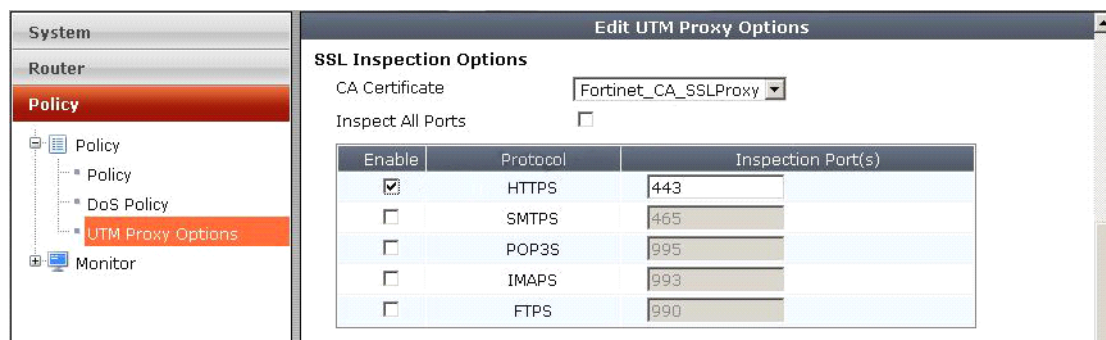 System
Router
Policy
Policy
Policy
DoS Policy
UTM Proxy Options
Monitor
Edit UTM Proxy Options
SSL Inspection Options
CA Certificate Fortinet_CA_SSLProxy
Inspect All Ports
Enable Protocol Inspection Port(s)
HTTPS 443
SMTPS 465
POP3S 995
IMAPS 993
FTPS 990